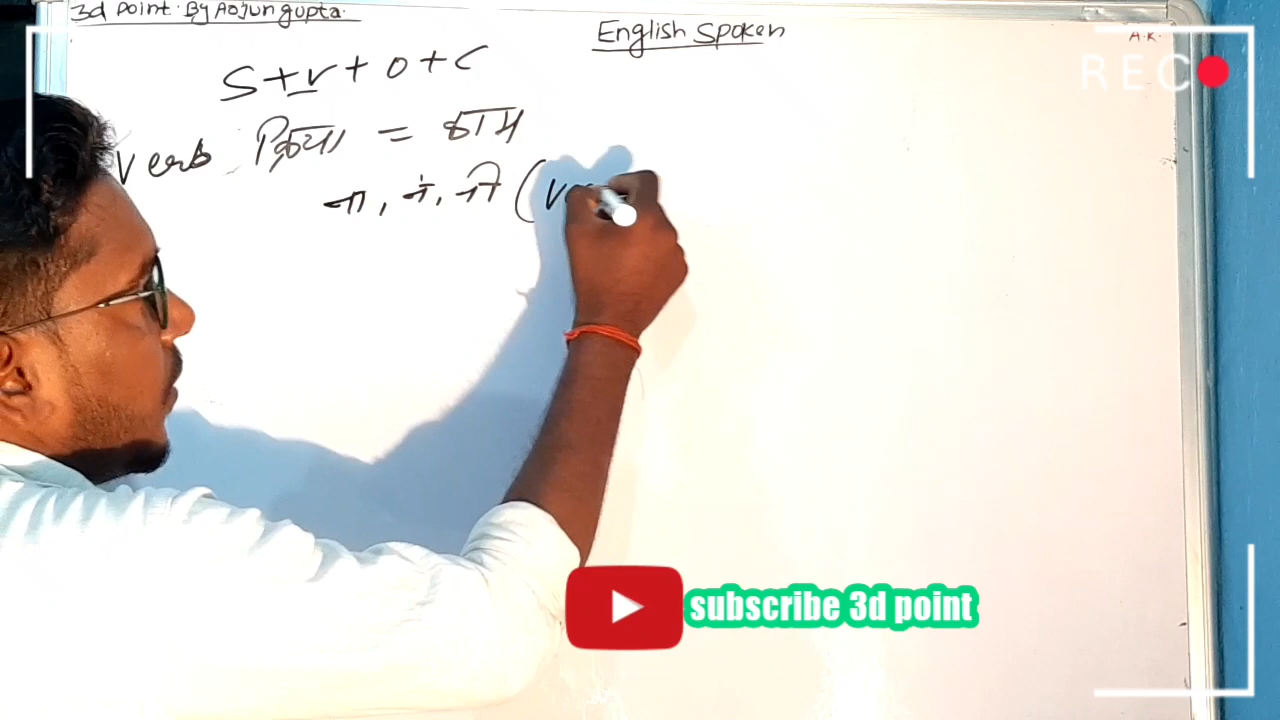 3d Point. By Arjun gupta.
English Spoken
A.K.
REC
S+v+o+c
Verb क्रिया = काम
ना, ने, नी (V
subscribe 3d point